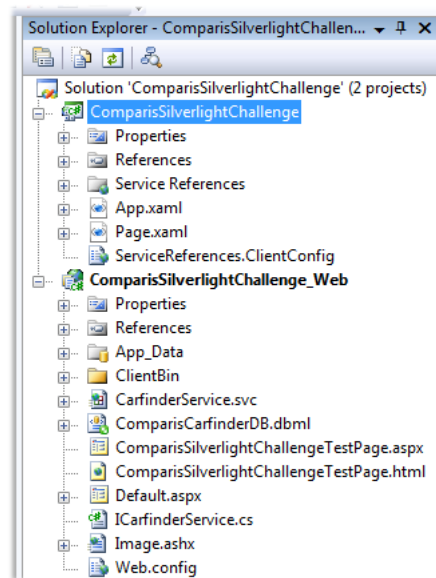 Solution Explorer - ComparisSilverlightChallen...
Solution 'ComparisSilverlightChallenge' (2 projects)
ComparisSilverlightChallenge
Properties
References
Service References
App.xaml
Page.xaml
ServiceReferences.ClientConfig
ComparisSilverlightChallenge_Web
Properties
References
App_Data
ClientBin
CarfinderService.svc
ComparisCarfinderDB.dbml
ComparisSilverlightChallengeTestPage.aspx
ComparisSilverlightChallengeTestPage.html
Default.aspx
ICarfinderService.cs
Image.ashx
Web.config